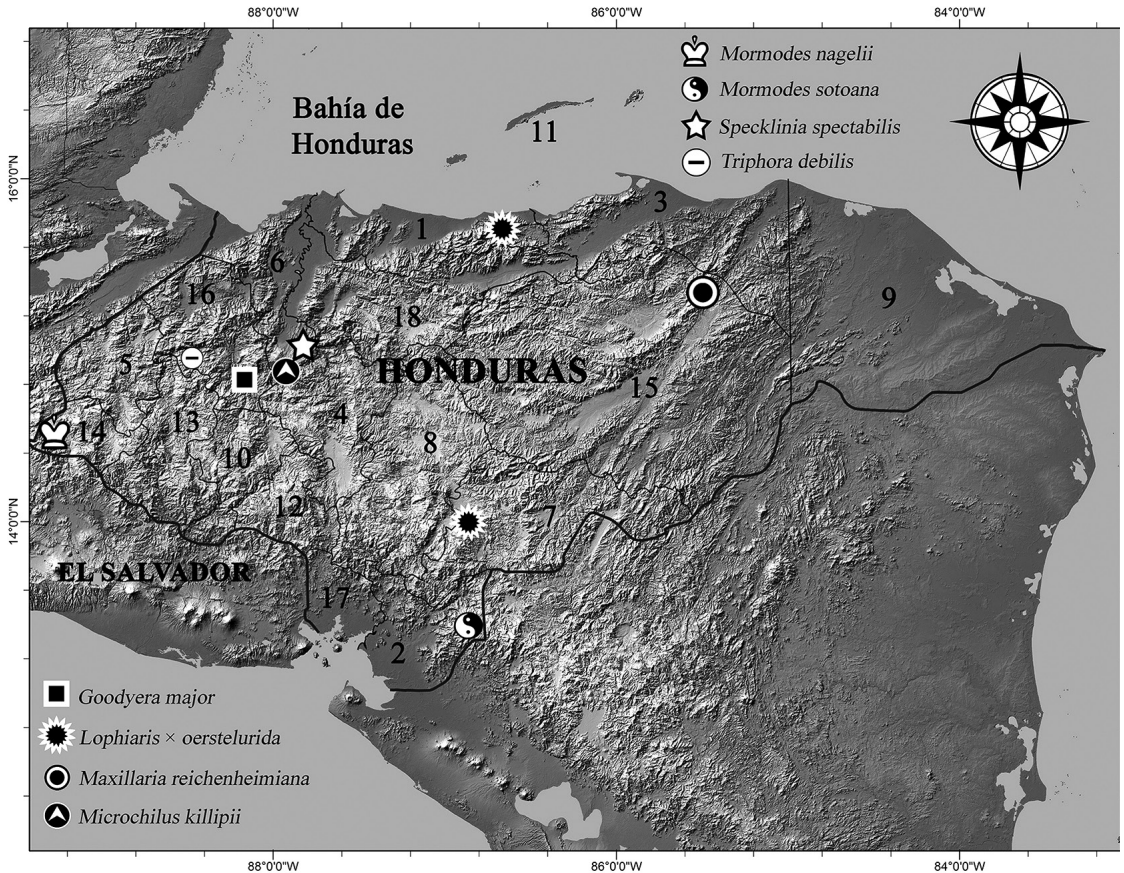 88°0'0"W 86°0'0"W 84°0'0"W
Mormodes nagelii
Mormodes sotoana
Specklinia spectabilis
Triphora debilis
Bahía de
Honduras
11
16°0'0"N
3
1
6
16
9
18
5
HONDURAS
15
14
13
4
8
10
12
7
14°0'0"N
EL SALVADOR
17
2
Goodyera major
Lophiaris × oerstelurida
Maxillaria reichenheimiana
Microchilus killipii
88°0'0"W 86°0'0"W 84°0'0"W